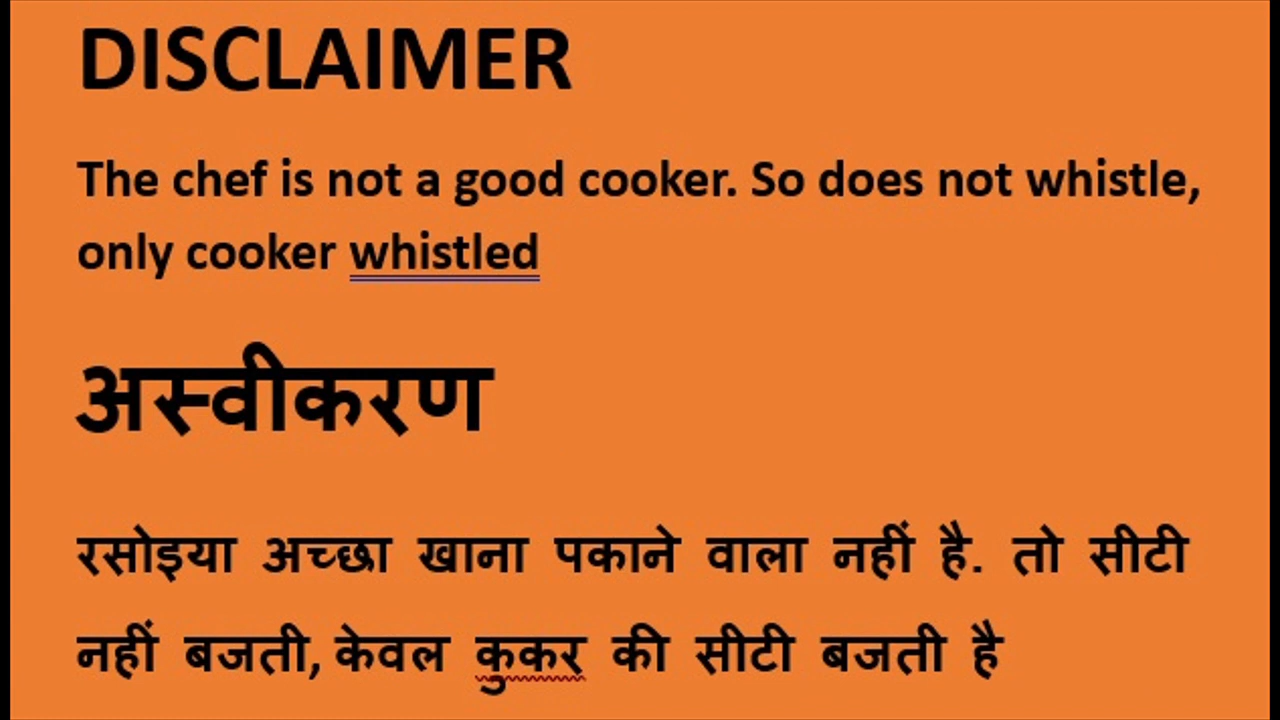 DISCLAIMER
The chef is not a good cooker. So does not whistle,
only cooker whistled
अस्वीकरण
रसोइया अच्छा खाना पकाने वाला नहीं है. तो सीटी
नहीं बजती, केवल कुकर की सीटी बजती है